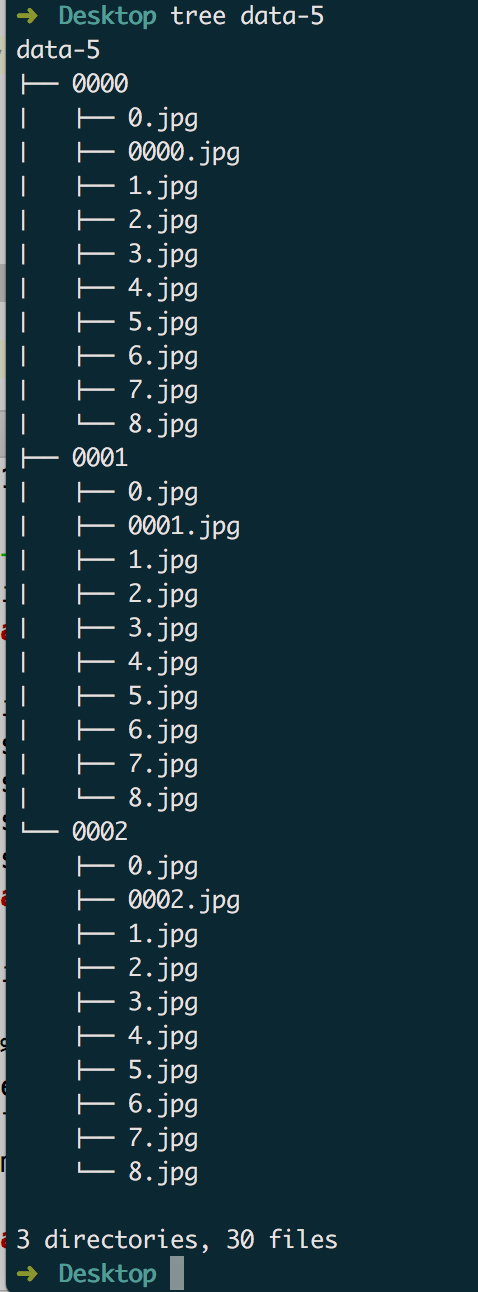 ➜ Desktop tree data-5
data-5
├── 0000
│   ├── 0.jpg
│   ├── 0000.jpg
│   ├── 1.jpg
│   ├── 2.jpg
│   ├── 3.jpg
│   ├── 4.jpg
│   ├── 5.jpg
│   ├── 6.jpg
│   ├── 7.jpg
│   └── 8.jpg
├── 0001
│   ├── 0.jpg
│   ├── 0001.jpg
│   ├── 1.jpg
│   ├── 2.jpg
│   ├── 3.jpg
│   ├── 4.jpg
│   ├── 5.jpg
│   ├── 6.jpg
│   ├── 7.jpg
│   └── 8.jpg
└── 0002
    ├── 0.jpg
    ├── 0002.jpg
    ├── 1.jpg
    ├── 2.jpg
    ├── 3.jpg
    ├── 4.jpg
    ├── 5.jpg
    ├── 6.jpg
    ├── 7.jpg
    └── 8.jpg
3 directories, 30 files
➜ Desktop